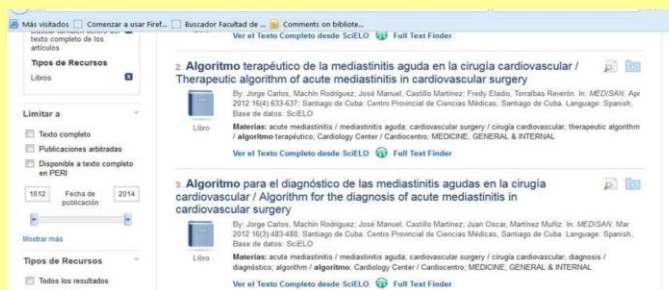 Más visitados Comenzar a usar Firef... Buscador Facultad de ... Comments on bibliote...
texto completo de los
artículos
Tipos de Recursos
Libros
Limitar a
Texto completo
Publicaciones arbitradas
Disponible a texto completo
en PERI
1612 Fecha de publicación 2014
Mostrar más
Tipos de Recursos
Todos los resultados
Ver el Texto Completo desde SciELO Full Text Finder
2. Algoritmo terapéutico de la mediastinitis aguda en la cirugía cardiovascular /
Therapeutic algorithm of acute mediastinitis in cardiovascular surgery
By: Jorge Carlos, Machín Rodríguez; José Manuel, Castillo Martínez; Fredy Eladio, Torralbas Reverón. In: MEDISAN. Apr
2012 16(4):633-637; Santiago de Cuba: Centro Provincial de Ciencias Médicas, Santiago de Cuba. Language: Spanish,
Base de datos: SciELO
Libro
Materias: acute mediastinitis / mediastinitis aguda; cardiovascular surgery / cirugía cardiovascular; therapeutic algorithm
/ algoritmo terapéutico; Cardiology Center / Cardiocentro; MEDICINE, GENERAL & INTERNAL
Ver el Texto Completo desde SciELO Full Text Finder
3. Algoritmo para el diagnóstico de las mediastinitis agudas en la cirugía
cardiovascular / Algorithm for the diagnosis of acute mediastinitis in
cardiovascular surgery
By: Jorge Carlos, Machín Rodríguez; José Manuel, Castillo Martínez; Juan Oscar, Martínez Muñiz. In: MEDISAN. Mar
2012 16(3):483-488; Santiago de Cuba: Centro Provincial de Ciencias Médicas, Santiago de Cuba. Language: Spanish,
Base de datos: SciELO
Libro
Materias: acute mediastinitis / mediastinitis aguda; cardiovascular surgery / cirugía cardiovascular; diagnosis /
diagnóstico; algorithm / algoritmo; Cardiology Center / Cardiocentro; MEDICINE, GENERAL & INTERNAL
Ver el Texto Completo desde SciELO Full Text Finder